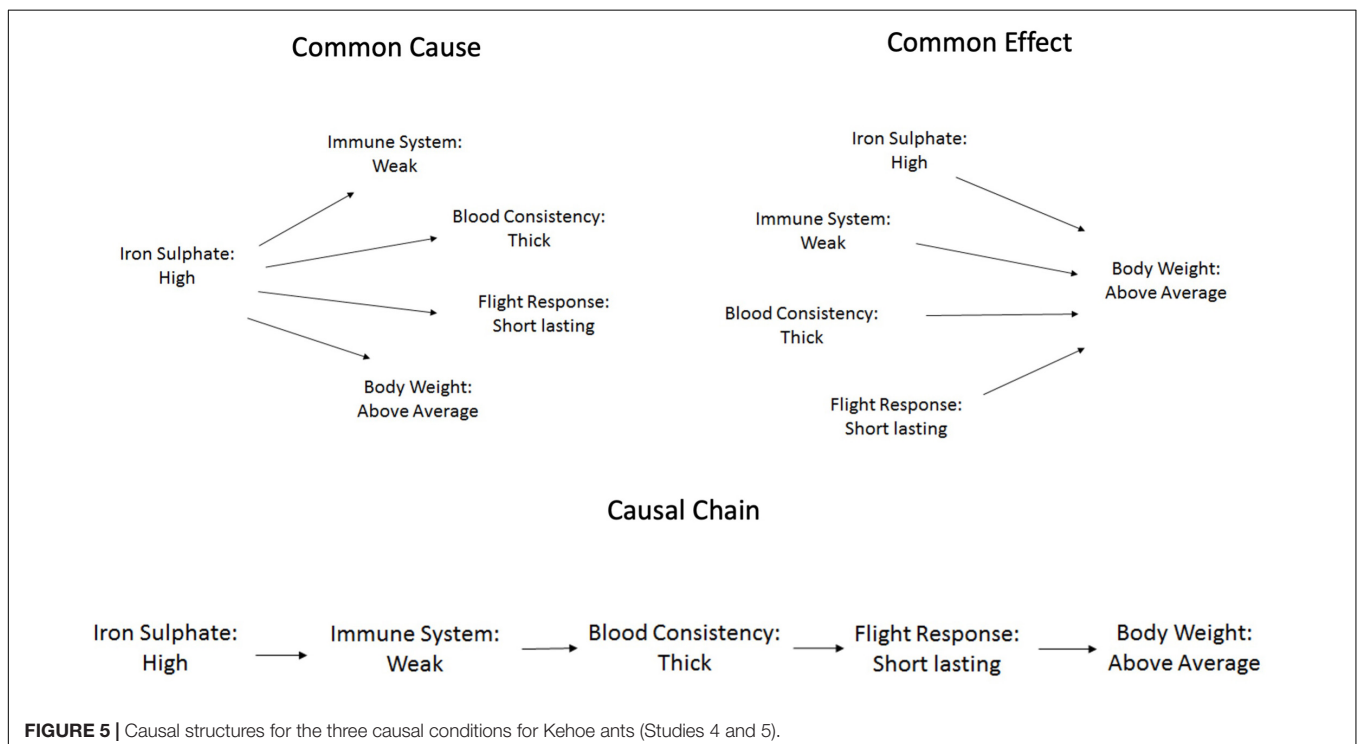 Common Cause
Immune System:
Weak
Blood Consistency:
Thick
Iron Sulphate:
High
Flight Response:
Short lasting
Body Weight:
Above Average
Common Effect
Iron Sulphate:
High
Immune System:
Weak
Body Weight:
Above Average
Blood Consistency:
Thick
Flight Response:
Short lasting
Causal Chain
Iron Sulphate:
High
Immune System:
Weak
Blood Consistency:
Thick
Flight Response:
Short lasting
Body Weight:
Above Average
FIGURE 5 | Causal structures for the three causal conditions for Kehoe ants (Studies 4 and 5).